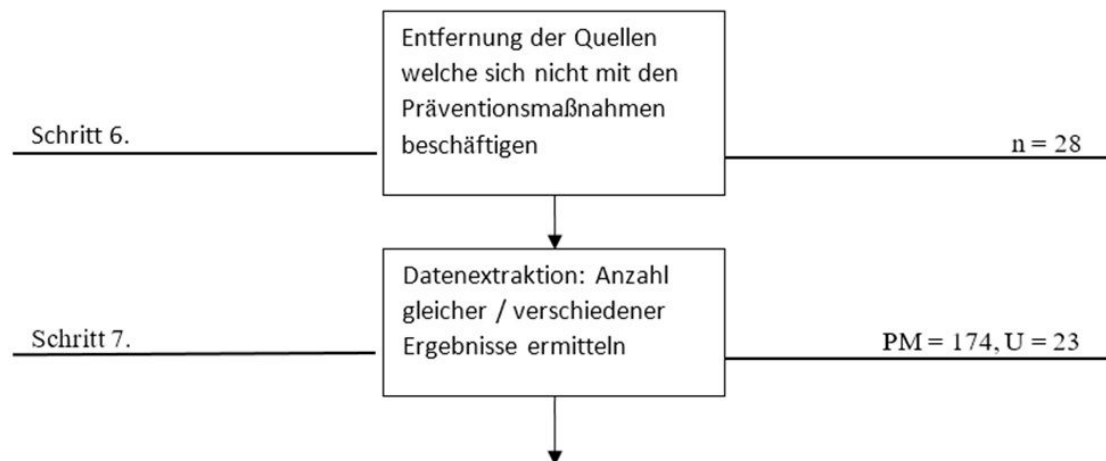 Entfernung der Quellen
welche sich nicht mit den
Präventionsmaßnahmen
beschäftigen
Schritt 6.
n = 28
Datenextraktion: Anzahl
gleicher / verschiedener
Ergebnisse ermitteln
Schritt 7.
PM = 174, U = 23